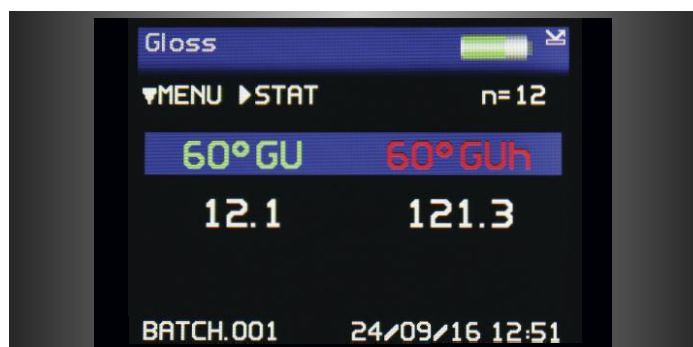 Gloss
▼MENU ▶STAT n=12
60°GU 60°GUh
12.1 121.3
BATCH.001 24/09/16 12:51